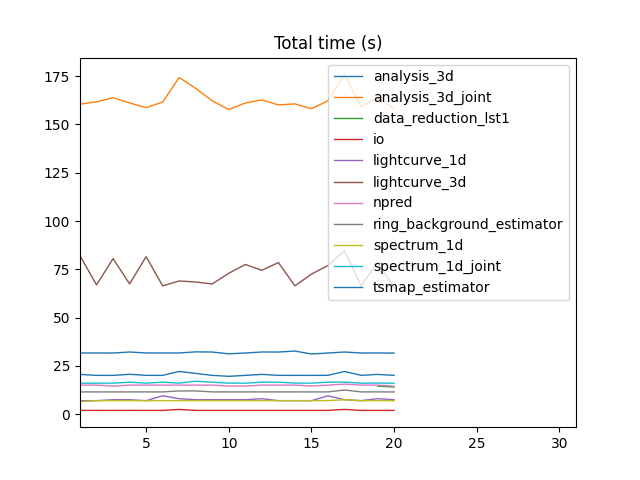 Total time (s)
175
150
125
100
75
50
25
0
analysis_3d
analysis_3d_joint
data_reduction_lst1
io
lightcurve_1d
lightcurve_3d
npred
ring_background_estimator
spectrum_1d
spectrum_1d_joint
tsmap_estimator
5 10 15 20 25 30